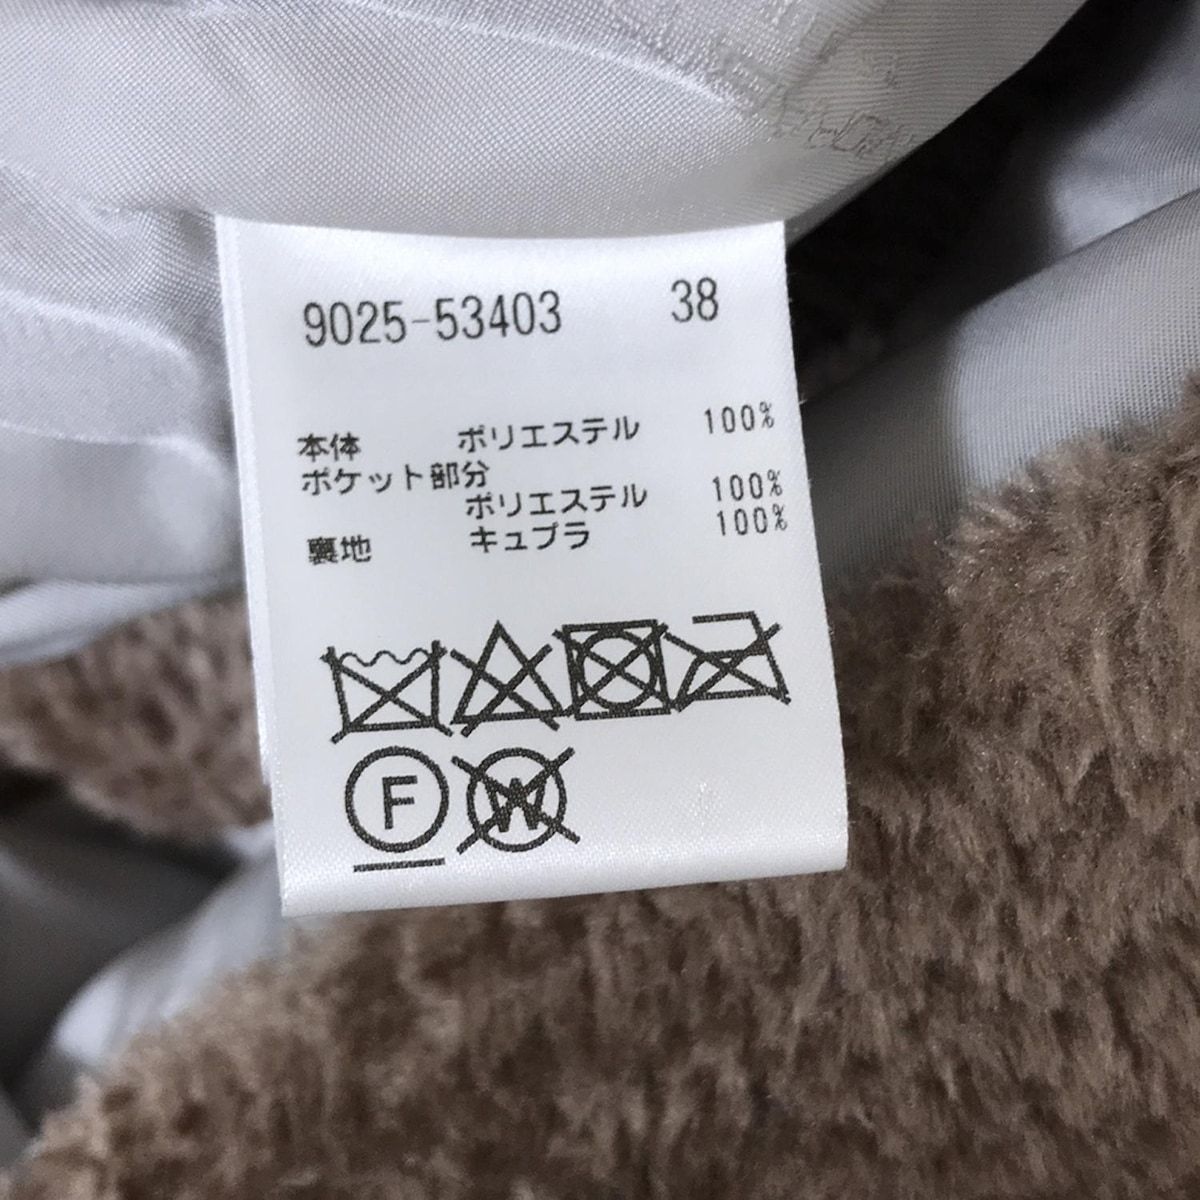 9025-53403 38
本体 ポリエステル 100%
ポケット部分
ポリエステル 100%
裏地 キュプラ 100%
F W